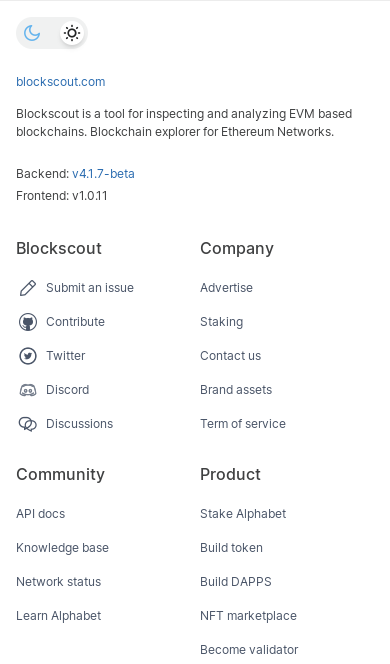 blockscout.com
Blockscout is a tool for inspecting and analyzing EVM based
blockchains. Blockchain explorer for Ethereum Networks.
Backend: v4.1.7-beta
Frontend: v1.0.11
Blockscout
Submit an issue
Contribute
Twitter
Discord
Discussions
Company
Advertise
Staking
Contact us
Brand assets
Term of service
Community
API docs
Knowledge base
Network status
Learn Alphabet
Product
Stake Alphabet
Build token
Build DAPPS
NFT marketplace
Become validator